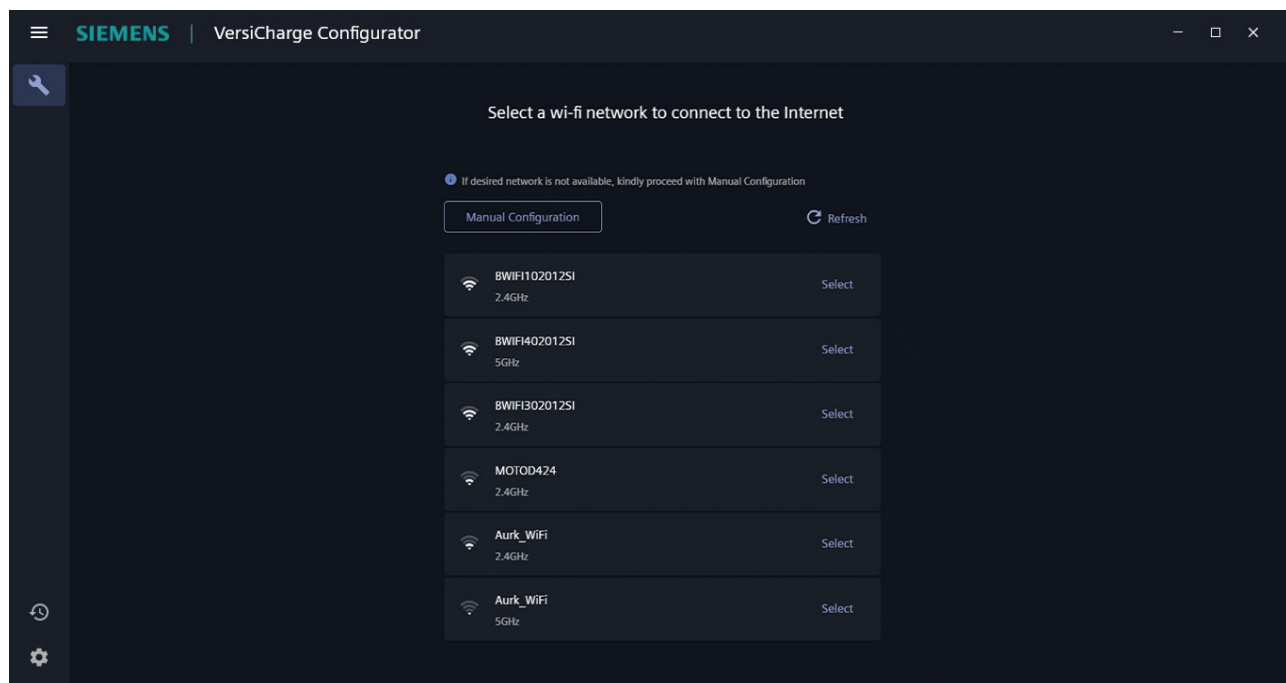 SIEMENS | VersiCharge Configurator
Select a wi-fi network to connect to the Internet
If desired network is not available, kindly proceed with Manual Configuration
Manual Configuration
Refresh
BWIFI102012SI
2.4GHz
Select
BWIFI402012SI
5GHz
Select
BWIFI302012SI
2.4GHz
Select
MOTOD424
2.4GHz
Select
Aurk_WiFi
2.4GHz
Select
Aurk_WiFi
5GHz
Select